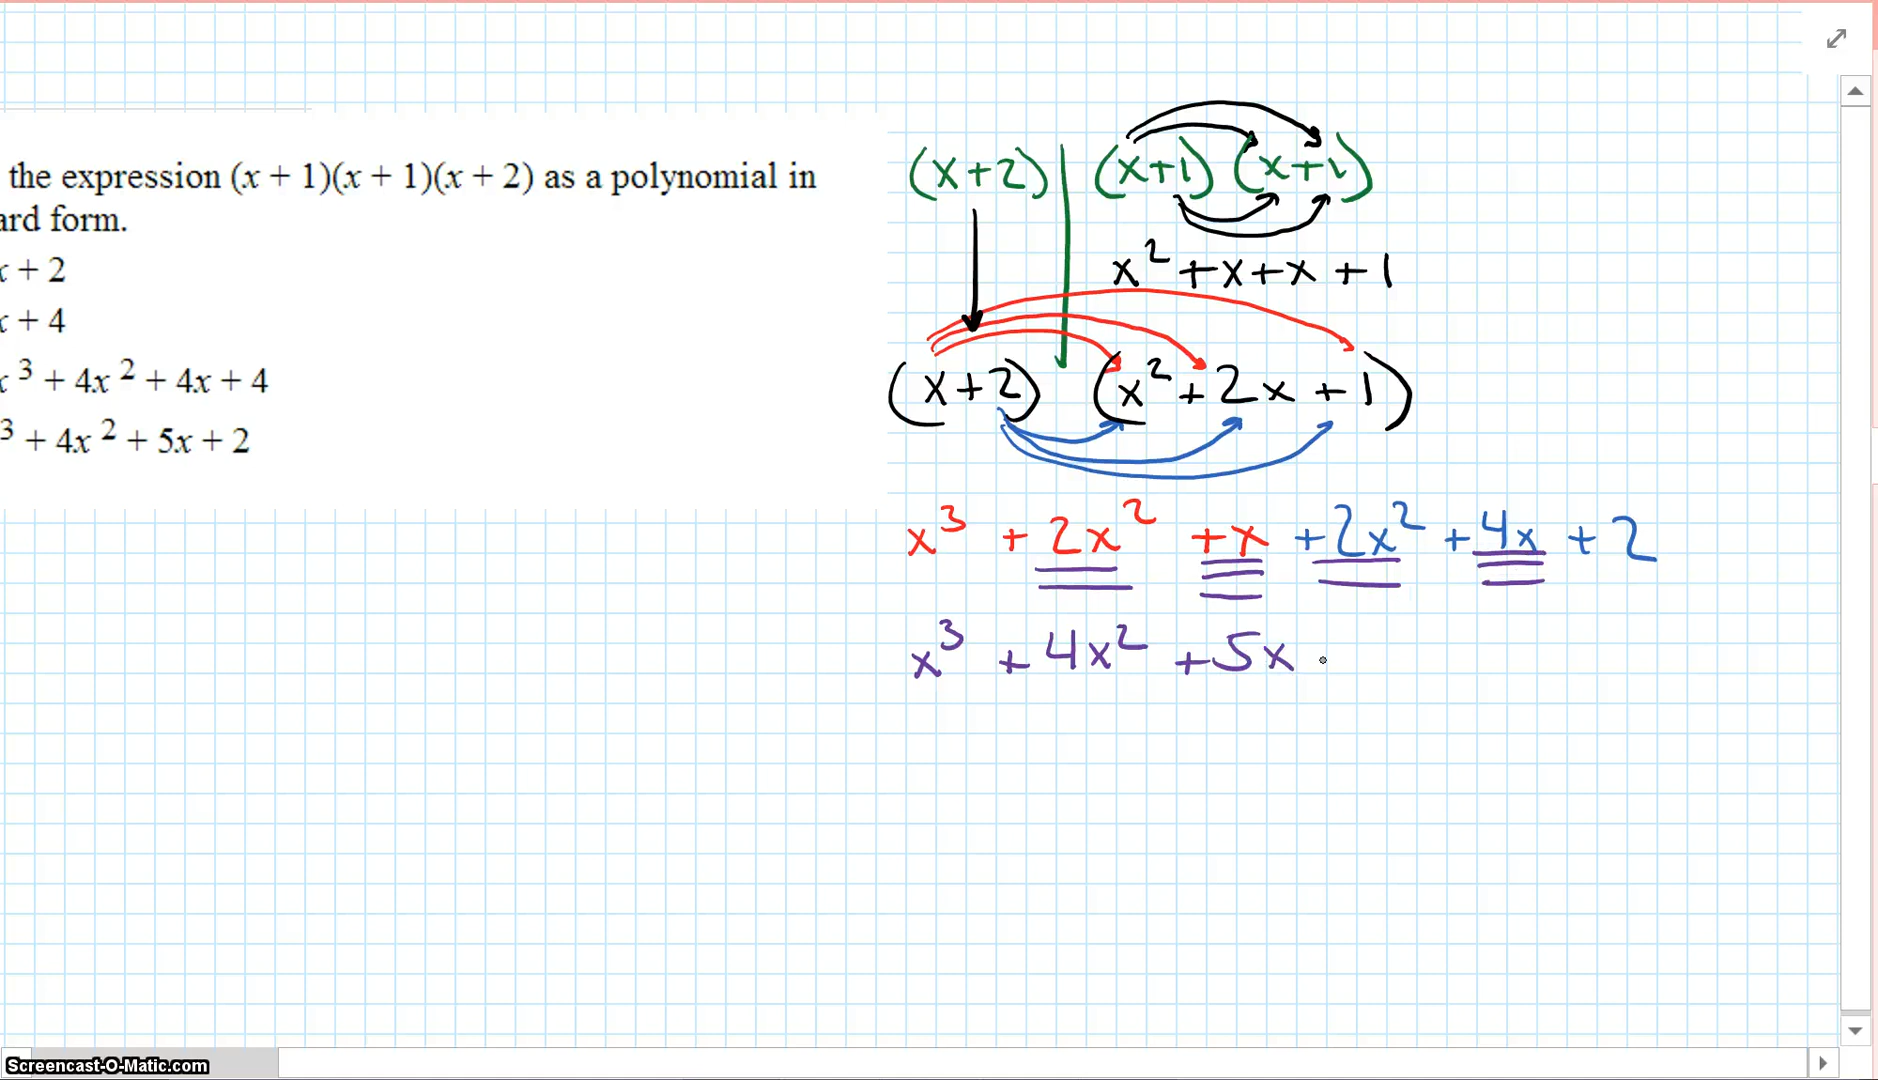 the expression (x + 1)(x + 1)(x + 2) as a polynomial in
ard form.
x + 2
x + 4
x³ + 4x² + 4x + 4
³ + 4x² + 5x + 2
(x+2) (x+1) (x+1)
x² + x + x + 1
(x+2) (x² + 2x + 1)
x³ + 2x² + x + 2x² + 4x + 2
x³ + 4x² + 5x
Screencast-O-Matic.com